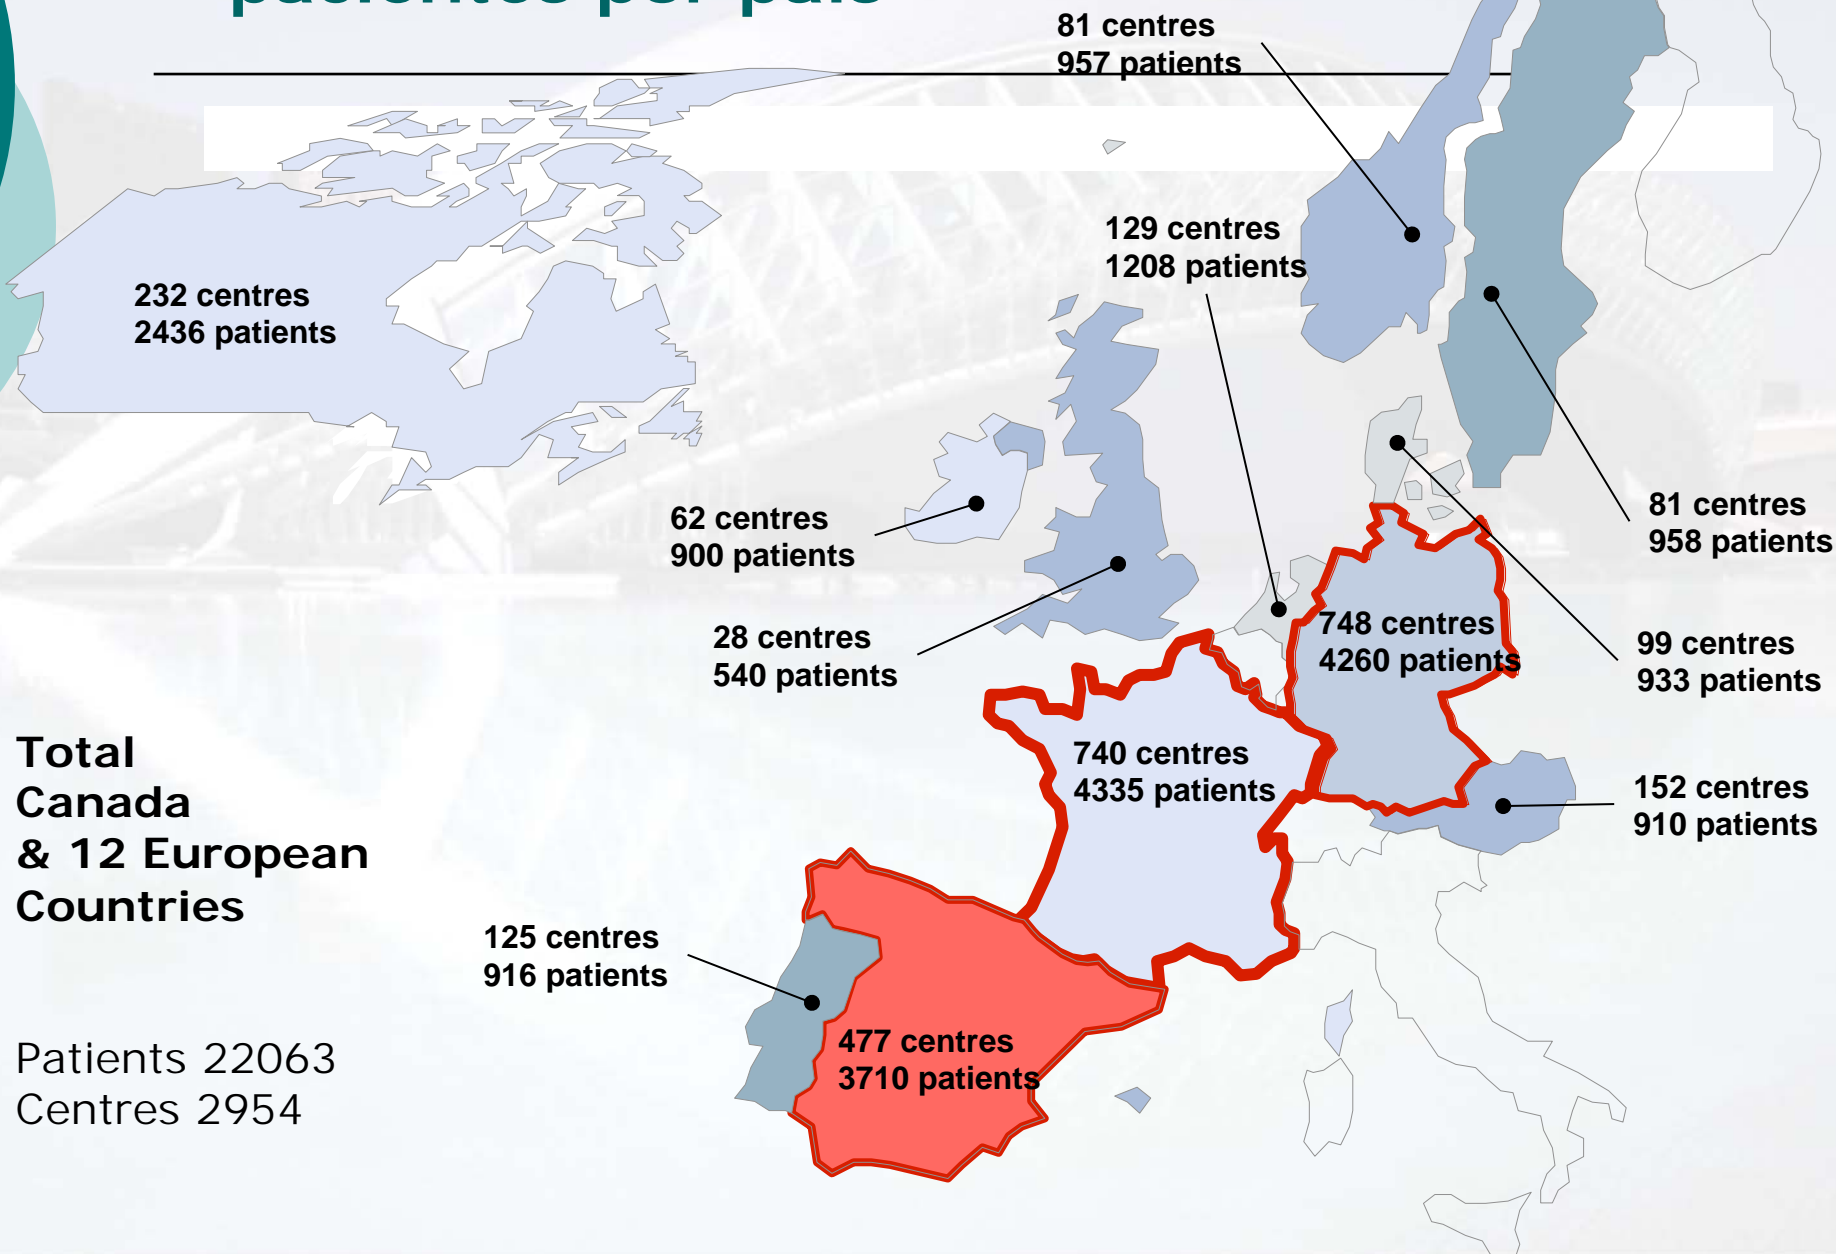 pacientes por país
81 centres
957 patients
129 centres
1208 patients
232 centres
2436 patients
62 centres
900 patients
81 centres
958 patients
28 centres
540 patients
748 centres
4260 patients
99 centres
933 patients
740 centres
4335 patients
152 centres
910 patients
Total
Canada
& 12 European
Countries
125 centres
916 patients
477 centres
3710 patients
Patients 22063
Centres 2954